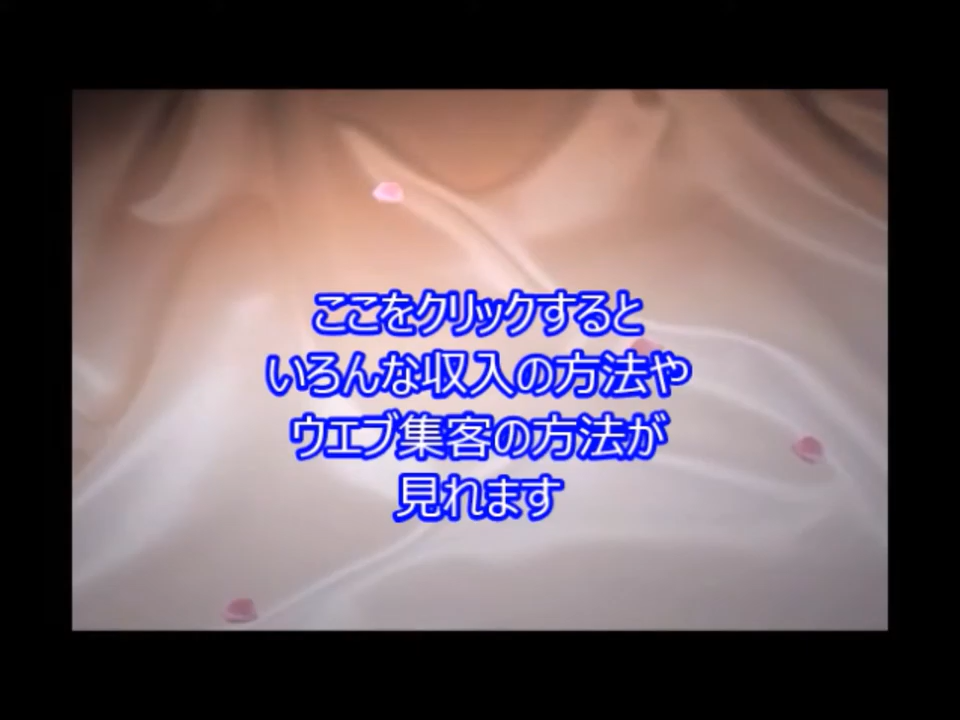 ここをクリックすると
いろんな収入の方法や
ウエブ集客の方法が
見れます